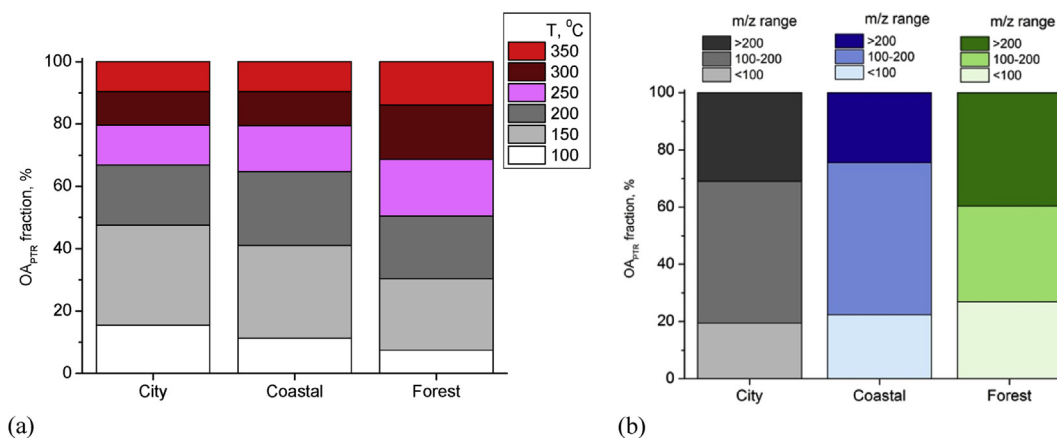 T, ⁰C
350
300
250
200
150
100
100
80
60
40
20
0
OA_PTR fraction, %
City Coastal Forest
(a)
m/z range m/z range m/z range
>200 >200 >200
100-200 100-200 100-200
<100 <100 <100
100
80
60
40
20
0
OA_PTR fraction, %
City Coastal Forest
(b)